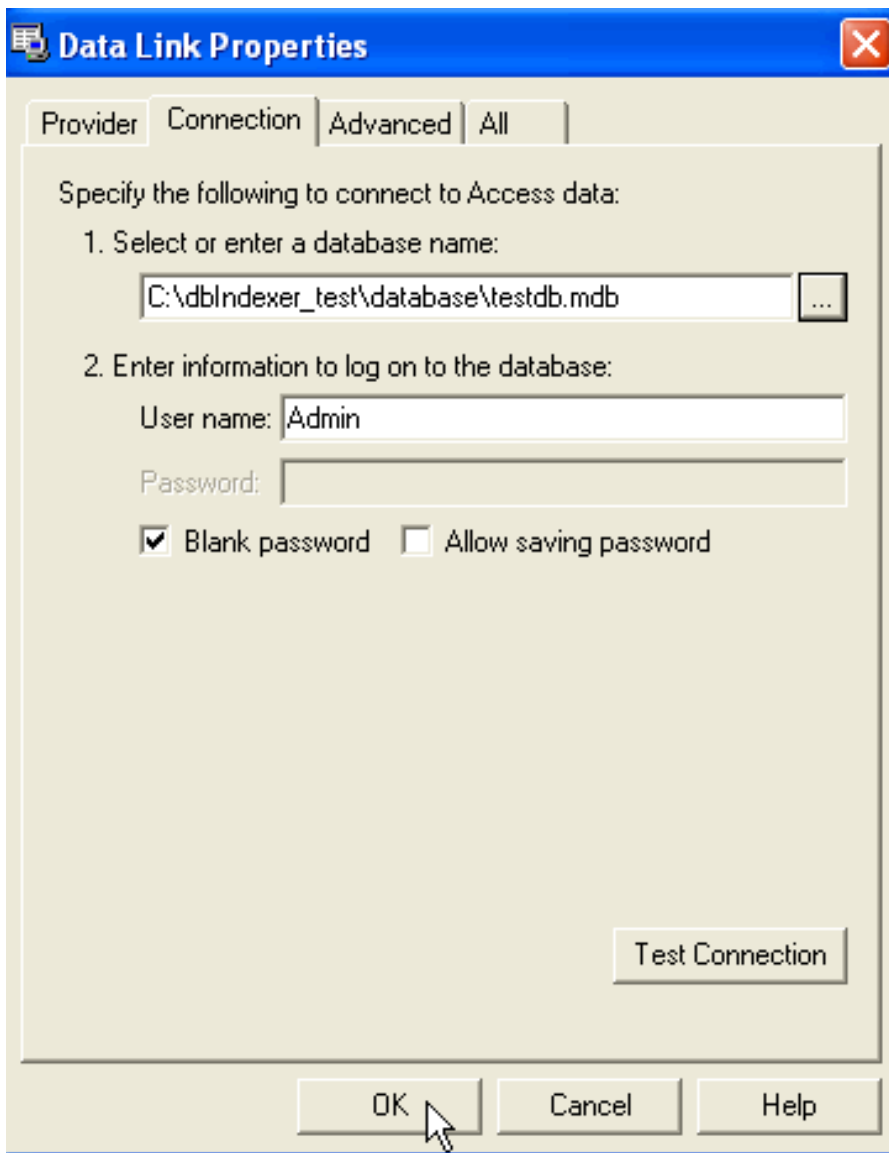 Data Link Properties
Provider Connection Advanced All
Specify the following to connect to Access data:
1. Select or enter a database name:
C:\dbIndexer_test\database\testdb.mdb ...
2. Enter information to log on to the database:
User name: Admin
Password:
Blank password Allow saving password
Test Connection
OK Cancel Help